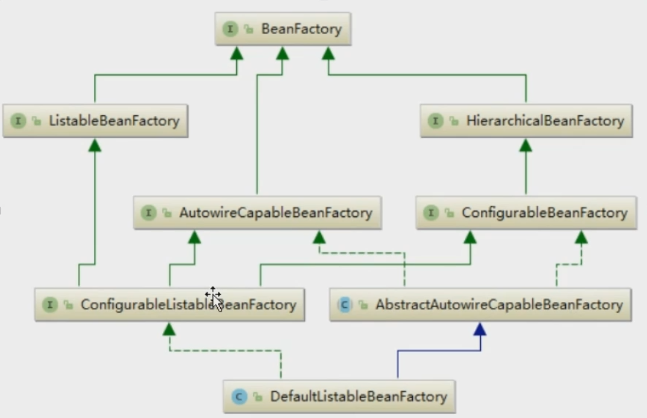 BeanFactory
ListableBeanFactory
HierarchicalBeanFactory
AutowireCapableBeanFactory
ConfigurableBeanFactory
ConfigurableListableBeanFactory
AbstractAutowireCapableBeanFactory
DefaultListableBeanFactory